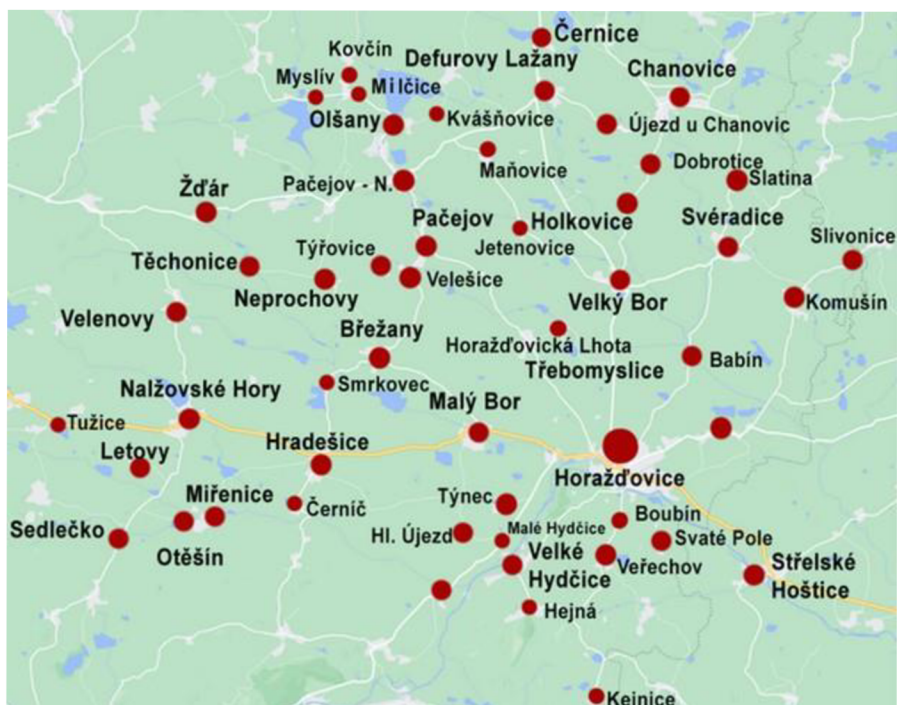 Černice
Kovčín
Defurovy Lažany
Myslív
Milčice
Chanovice
Olšany
Kvášňovice
Újezd u Chanovic
Maňovice
Dobrotice
Pačejov - N.
Slatina
Žďár
Pačejov
Holkovice
Svéradice
Jetenovice
Slivonice
Týřovice
Těchonice
Velešice
Neprochovy
Velký Bor
Komušín
Velenovy
Břežany
Horažďovická Lhota
Třebomyslice
Babín
Smrkovec
Nalžovské Hory
Malý Bor
Tužice
Hradešice
Letovy
Horažďovice
Miřenice
Týnec
Černíč
Boubín
Sedlečko
Hl. Újezd
Malé Hydčice
Svaté Pole
Otěšín
Velké
Hydčice
Veřechov
Střelské
Hoštice
Hejná
Kejnice